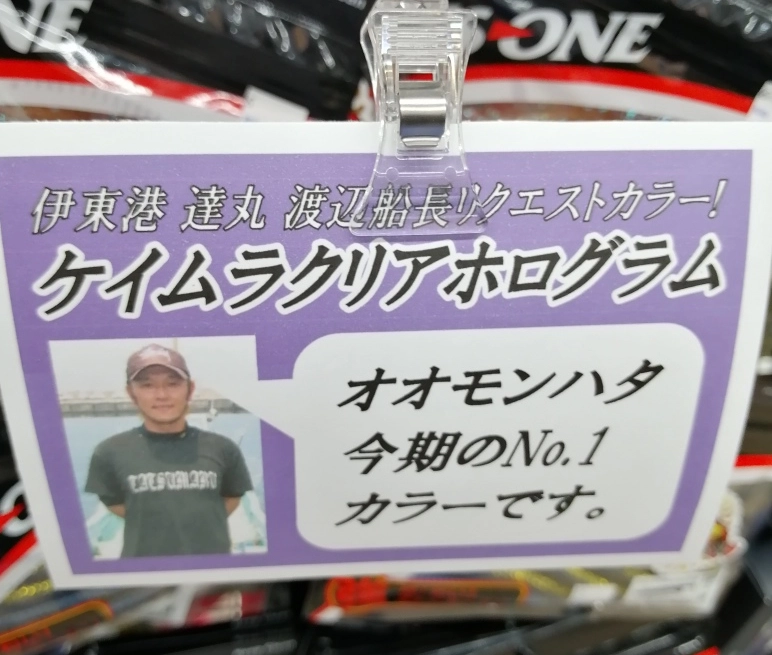 S-ONE
伊東港 達丸 渡辺船長リクエストカラー!
ケイムラクリアホログラム
オオモンハタ
今期のNo.1
カラーです。
TATSUMARU